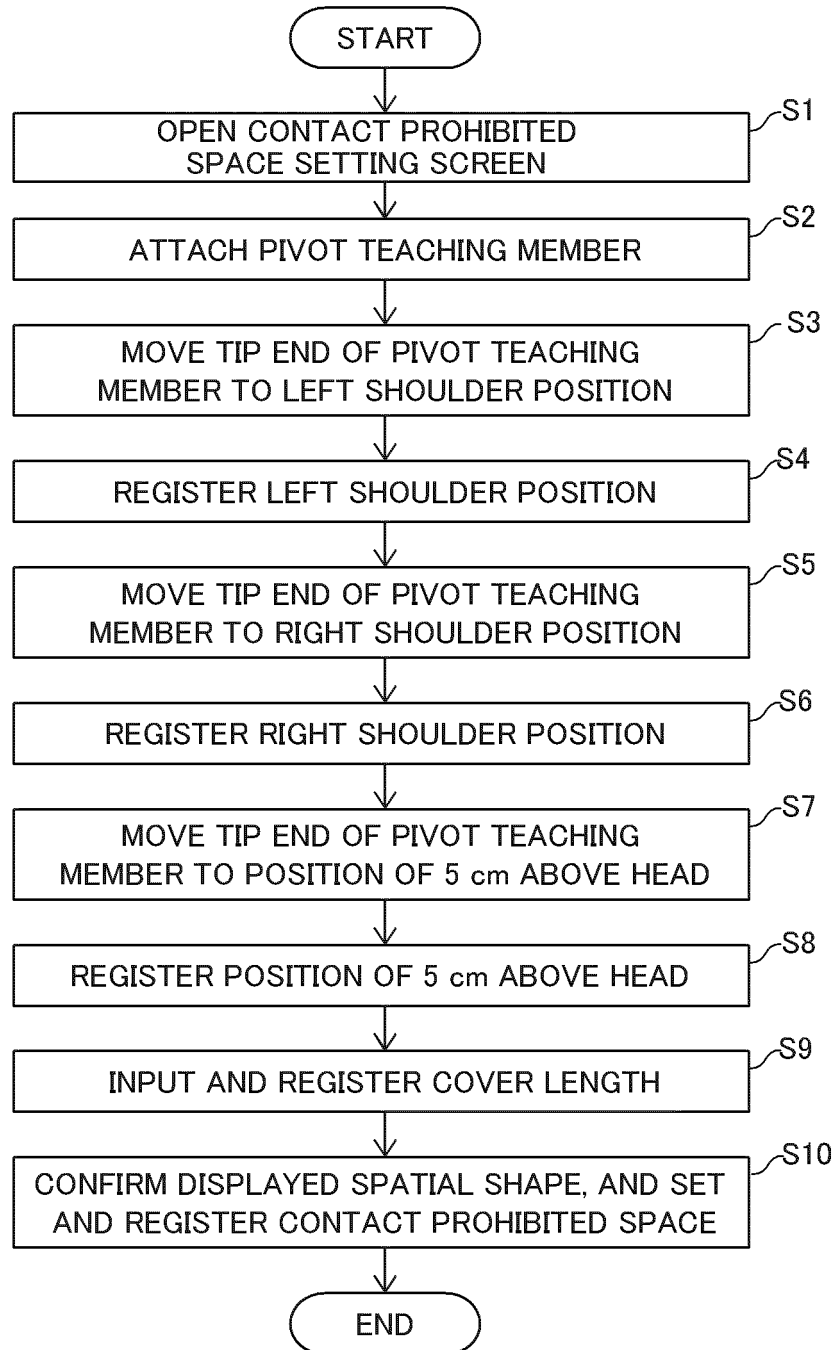 START
S1
OPEN CONTACT PROHIBITED
SPACE SETTING SCREEN
S2
ATTACH PIVOT TEACHING MEMBER
S3
MOVE TIP END OF PIVOT TEACHING
MEMBER TO LEFT SHOULDER POSITION
S4
REGISTER LEFT SHOULDER POSITION
S5
MOVE TIP END OF PIVOT TEACHING
MEMBER TO RIGHT SHOULDER POSITION
S6
REGISTER RIGHT SHOULDER POSITION
S7
MOVE TIP END OF PIVOT TEACHING
MEMBER TO POSITION OF 5 cm ABOVE HEAD
S8
REGISTER POSITION OF 5 cm ABOVE HEAD
S9
INPUT AND REGISTER COVER LENGTH
S10
CONFIRM DISPLAYED SPATIAL SHAPE, AND SET
AND REGISTER CONTACT PROHIBITED SPACE
END